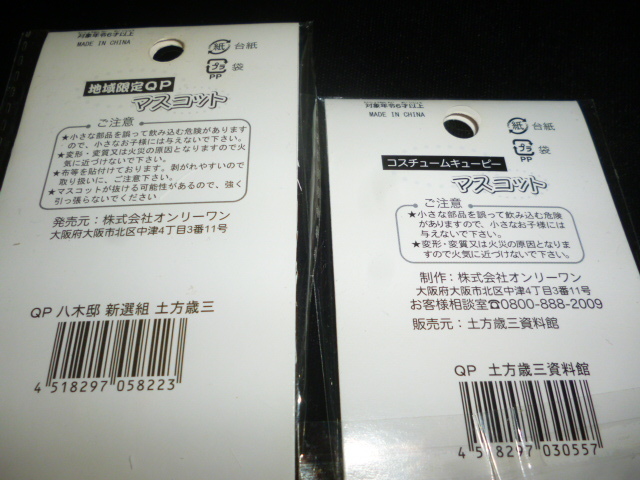 対象年令6才以上
MADE IN CHINA
紙 台紙
プラ 袋
PP
地域限定QP
マスコット
ご注意
★小さな部品を誤って飲み込む危険がありますので、小さなお子様には与えないで下さい。
★変形・変質又は火災の原因となりますので火気に近づけないで下さい。
★布等を貼付けております。剥がれやすいので取り扱いに、ご注意下さい。
★マスコットが抜ける可能性があるので、強く引っ張らないでください
発売元：株式会社オンリーワン
大阪府大阪市北区中津4丁目3番11号
QP 八木邸 新選組 土方歳三
4 518297 058223
対象年令6才以上
MADE IN CHINA
紙 台紙
プラ 袋
PP
コスチュームキューピー
マスコット
ご注意
★小さな部品を誤って飲み込む危険
がありますので、小さなお子様には
与えないで下さい。
★変形・変質又は火災の原因となりま
すので火気に近づけないで下さい。
制作：株式会社オンリーワン
大阪府大阪市北区中津4丁目3番11号
お客様相談室☎0800-888-2009
販売元：土方歳三資料館
QP 土方歳三資料館
4 518297 030557